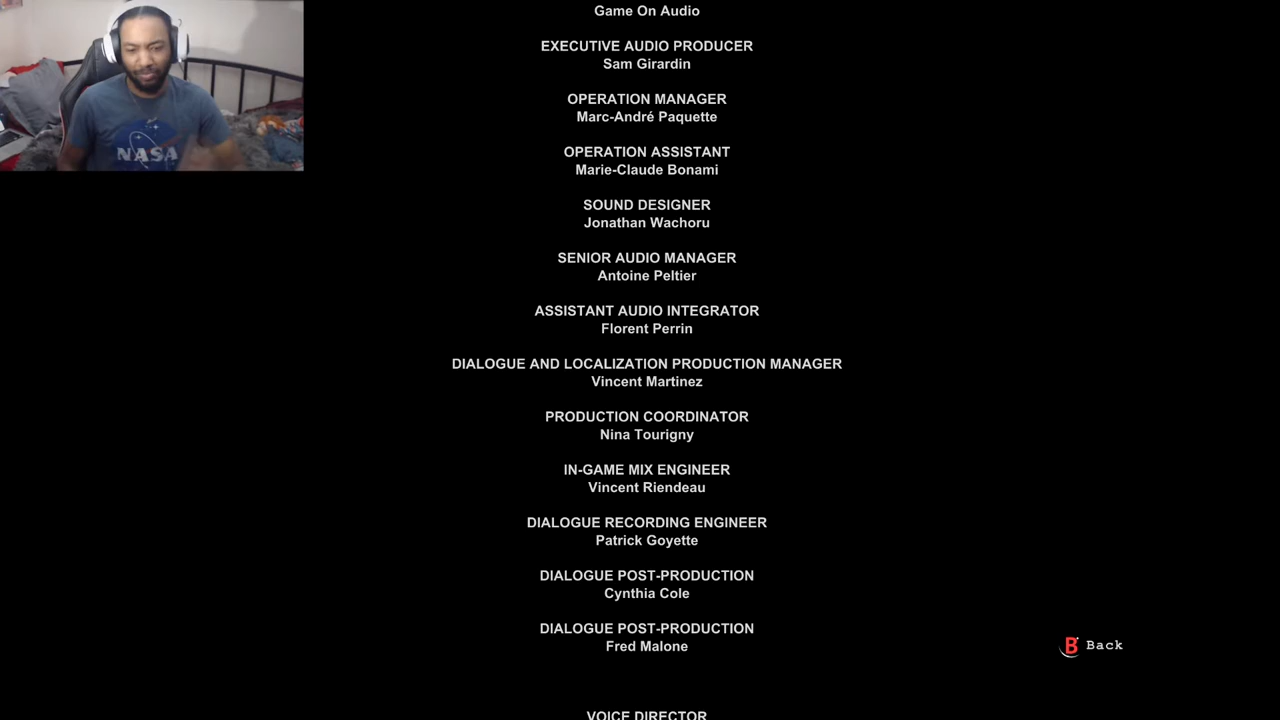 NASA
Game On Audio
EXECUTIVE AUDIO PRODUCER
Sam Girardin
OPERATION MANAGER
Marc-André Paquette
OPERATION ASSISTANT
Marie-Claude Bonami
SOUND DESIGNER
Jonathan Wachoru
SENIOR AUDIO MANAGER
Antoine Peltier
ASSISTANT AUDIO INTEGRATOR
Florent Perrin
DIALOGUE AND LOCALIZATION PRODUCTION MANAGER
Vincent Martinez
PRODUCTION COORDINATOR
Nina Tourigny
IN-GAME MIX ENGINEER
Vincent Riendeau
DIALOGUE RECORDING ENGINEER
Patrick Goyette
DIALOGUE POST-PRODUCTION
Cynthia Cole
DIALOGUE POST-PRODUCTION
Fred Malone
B Back
VOICE DIRECTOR